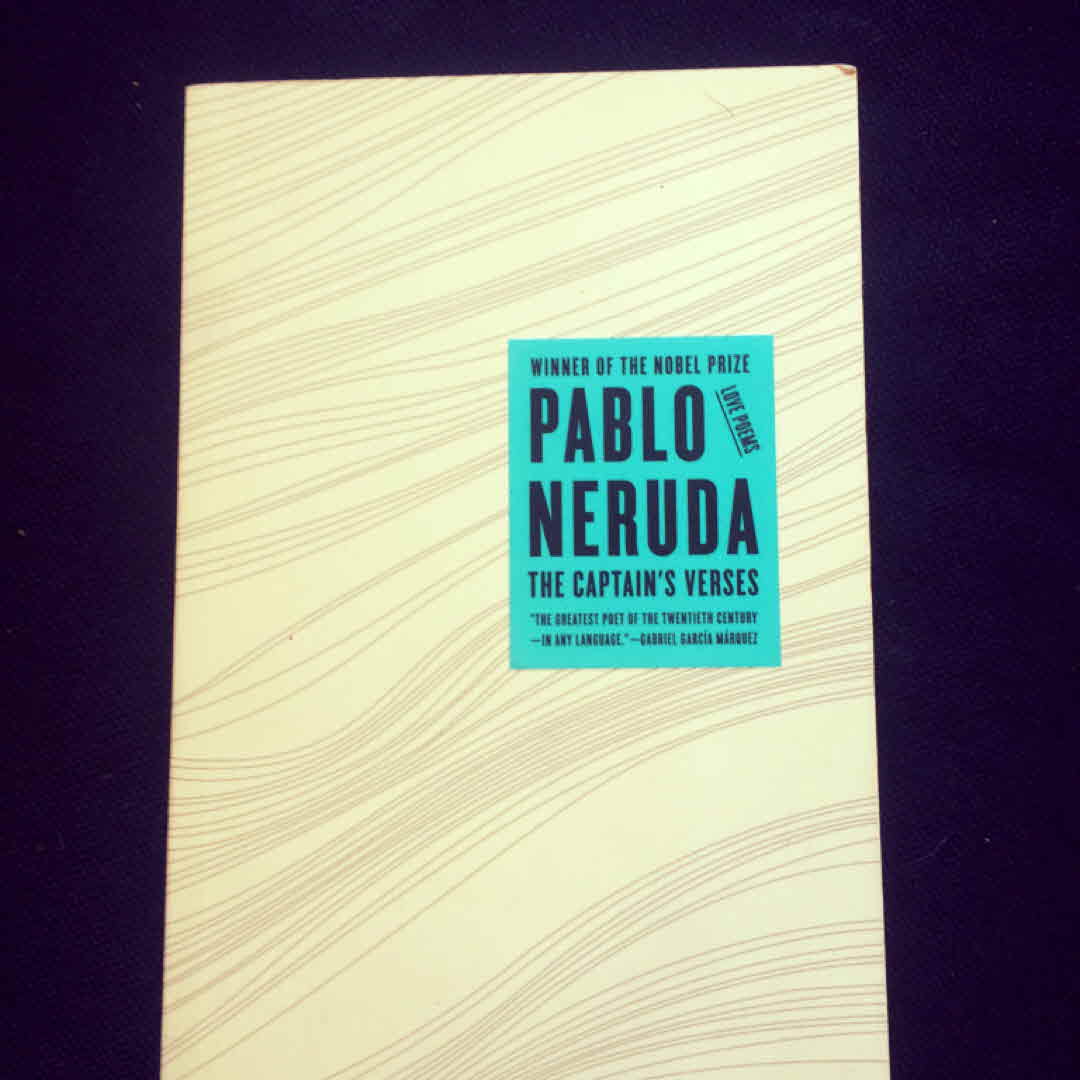 WINNER OF THE NOBEL PRIZE
PABLO
LOVE POEMS
NERUDA
THE CAPTAIN'S VERSES
"THE GREATEST POET OF THE TWENTIETH CENTURY
—IN ANY LANGUAGE."—GABRIEL GARCÍA MÁRQUEZ